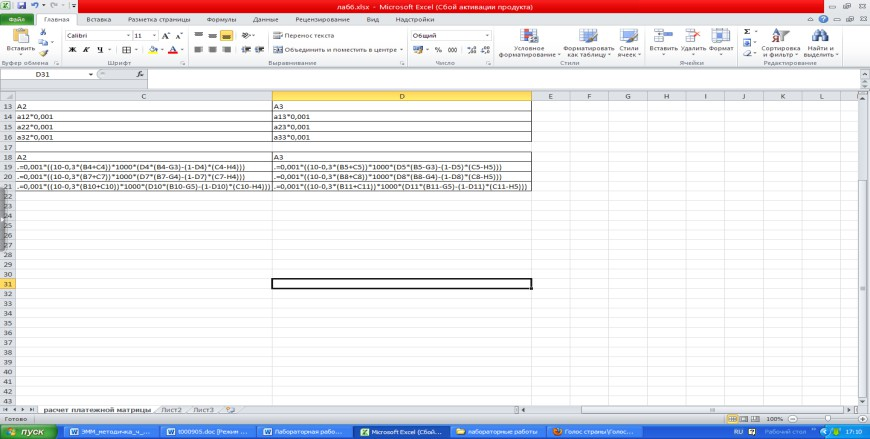 лаб6.xlsx - Microsoft Excel (Сбой активации продукта)
Файл Главная Вставка Разметка страницы Формулы Данные Рецензирование Вид Надстройки
Вставить
Calibri 11
Ж К Ч
Перенос текста
Объединить и поместить в центре
Общий
% 000
Условное форматирование
Форматировать как таблицу
Стили ячеек
Вставить Удалить Формат
Сортировка и фильтр
Найти и выделить
Буфер обмена Шрифт Выравнивание Число Стили Ячейки Редактирование
D31 fx
C D E F G H I J K L
13 A2 A3
14 a12*0,001 a13*0,001
15 a22*0,001 a23*0,001
16 a32*0,001 a33*0,001
17
18 A2 A3
19 .=0,001*((10-0,3*(B4+C4))*1000*(D4*(B4-G3)-(1-D4)*(C4-H4))) .=0,001*((10-0,3*(B5+C5))*1000*(D5*(B5-G3)-(1-D5)*(C5-H5)))
20 .=0,001*((10-0,3*(B7+C7))*1000*(D7*(B7-G4)-(1-D7)*(C7-H4))) .=0,001*((10-0,3*(B8+C8))*1000*(D8*(B8-G4)-(1-D8)*(C8-H5)))
21 .=0,001*((10-0,3*(B10+C10))*1000*(D10*(B10-G5)-(1-D10)*(C10-H4))) .=0,001*((10-0,3*(B11+C11))*1000*(D11*(B11-G5)-(1-D11)*(C11-H5)))
22
23
24
25
26
27
28
29
30
31
32
33
34
35
36
37
38
39
40
41
42
43
расчет платежной матрицы Лист2 Лист3
Готово 100%
пуск ЭММ_методичка_ч_... t000905.doc [Режим ... Лабораторная рабо... Microsoft Excel (Сбой... лабораторные работы Голос страны\Голос... RU Рабочий стол 17:10